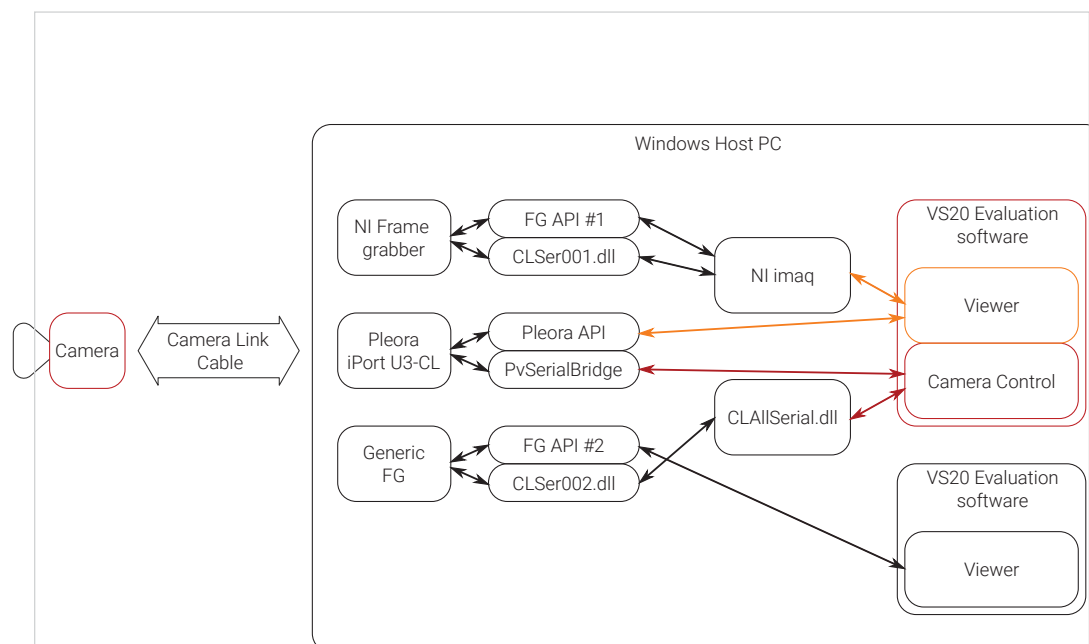 Windows Host PC
NI Frame
grabber
FG API #1
CLSer001.dll
NI imaq
VS20 Evaluation
software
Viewer
Camera Control
Camera
Camera Link
Cable
Pleora
iPort U3-CL
Pleora API
PvSerialBridge
CLAllSerial.dll
Generic
FG
FG API #2
CLSer002.dll
VS20 Evaluation
software
Viewer